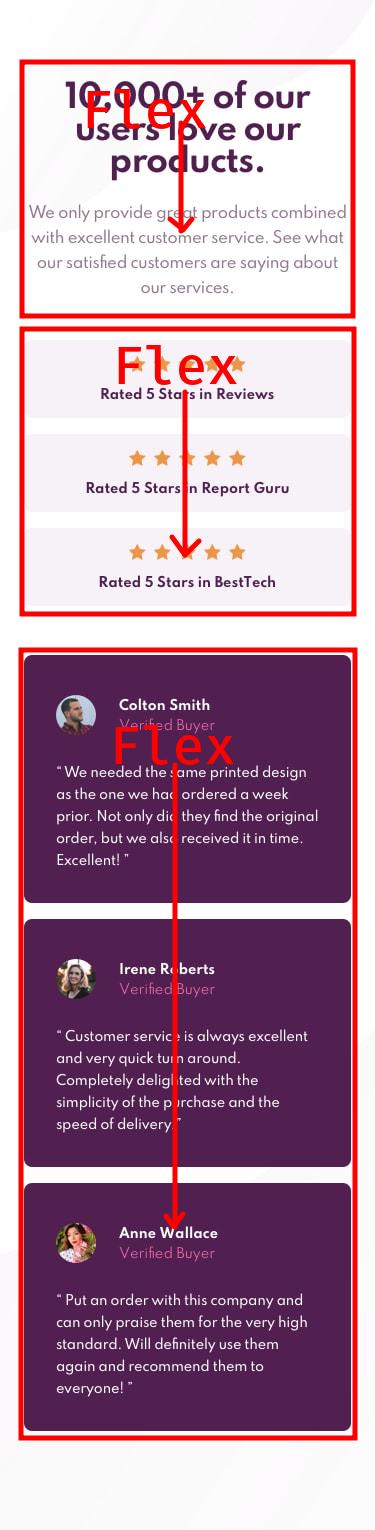 10,000+ of our
users love our
products.
Flex
We only provide great products combined
with excellent customer service. See what
our satisfied customers are saying about
our services.
Flex
Rated 5 Stars in Reviews
Rated 5 Stars in Report Guru
Rated 5 Stars in BestTech
Colton Smith
Verified Buyer
Flex
“ We needed the same printed design
as the one we had ordered a week
prior. Not only did they find the original
order, but we also received it in time.
Excellent! ”
Irene Roberts
Verified Buyer
“ Customer service is always excellent
and very quick turn around.
Completely delighted with the
simplicity of the purchase and the
speed of delivery. ”
Anne Wallace
Verified Buyer
“ Put an order with this company and
can only praise them for the very high
standard. Will definitely use them
again and recommend them to
everyone! ”